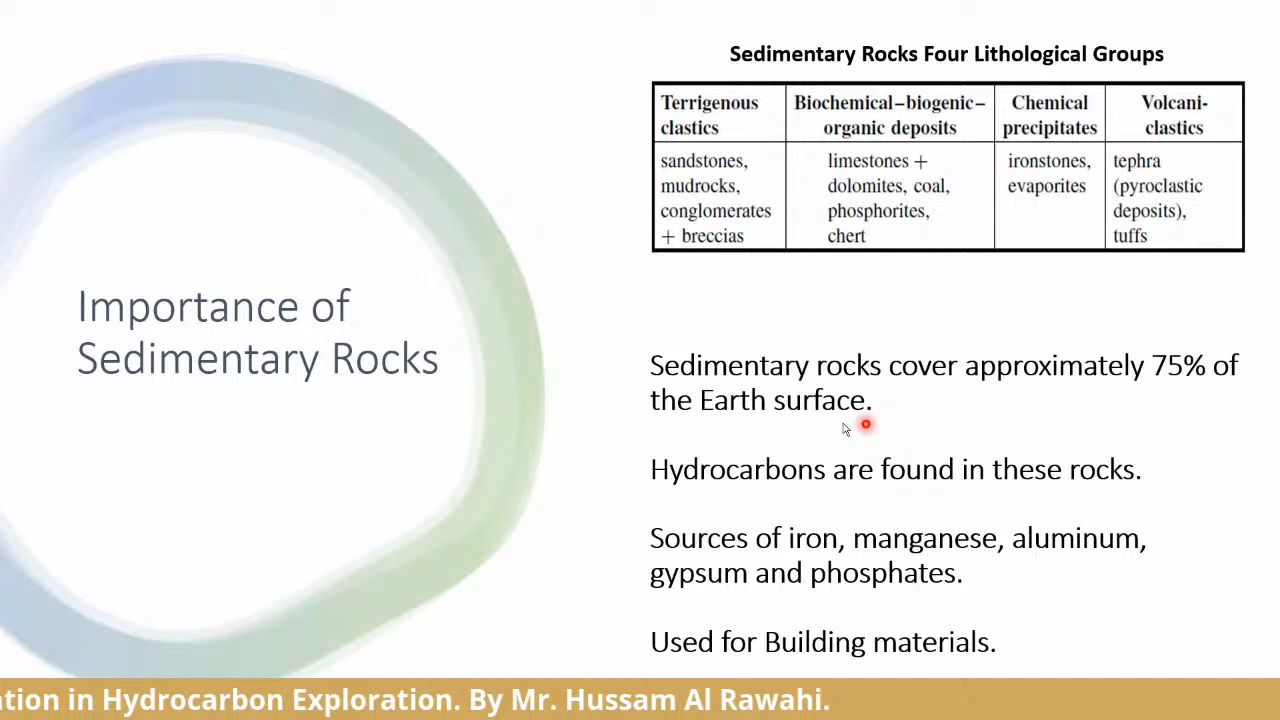 Importance of
Sedimentary Rocks
Sedimentary Rocks Four Lithological Groups
Terrigenous clastics
Biochemical–biogenic–organic deposits
Chemical precipitates
Volcani-clastics
sandstones,
mudrocks,
conglomerates
+ breccias
limestones +
dolomites, coal,
phosphorites,
chert
ironstones,
evaporites
tephra
(pyroclastic
deposits),
tuffs
Sedimentary rocks cover approximately 75% of
the Earth surface.
Hydrocarbons are found in these rocks.
Sources of iron, manganese, aluminum,
gypsum and phosphates.
Used for Building materials.
in Hydrocarbon Exploration. By Mr. Hussam Al Rawahi.